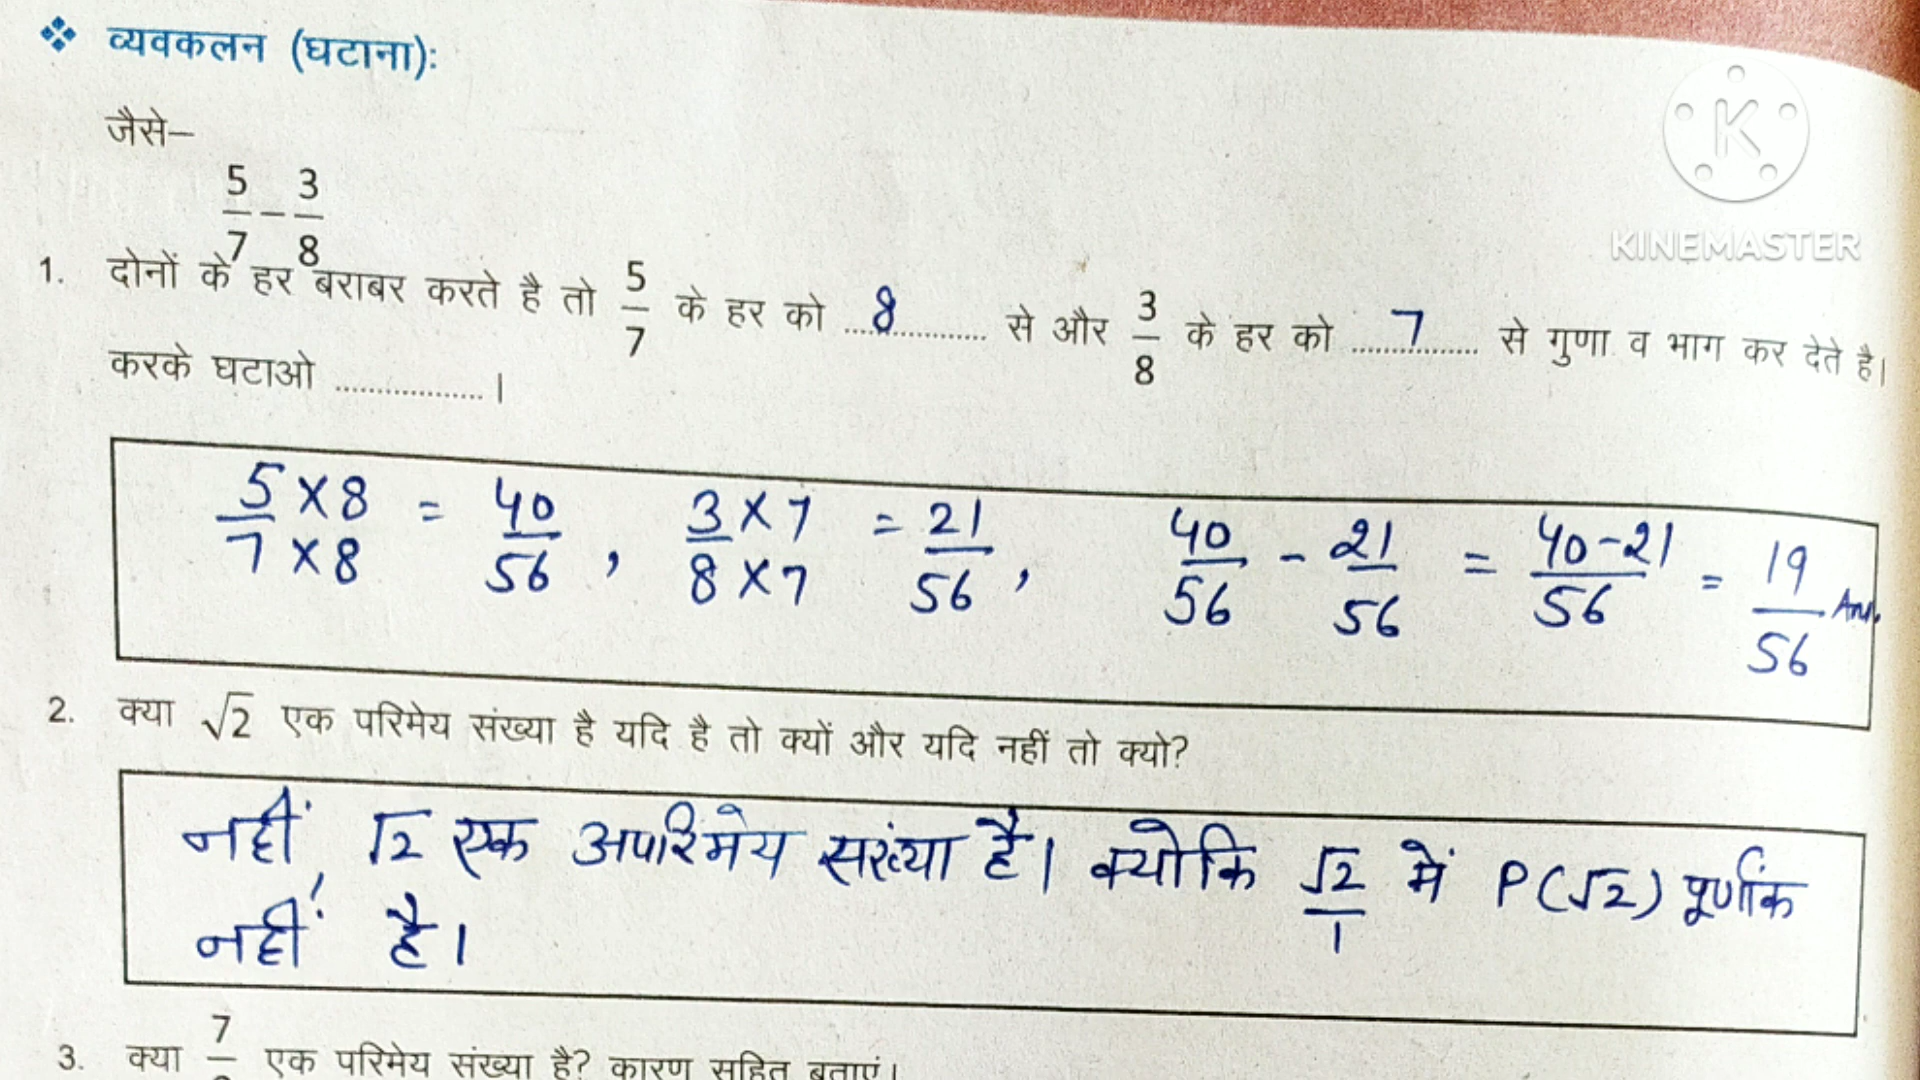 ❖ व्यवकलन (घटाना):
जैसे–
5/7 – 3/8
1. दोनों के हर बराबर करते है तो 5/7 के हर को ....8.... से और 3/8 के हर को ....7.... से गुणा व भाग कर देते है।
करके घटाओ ................. ।
5×8/7×8 = 40/56 , 3×7/8×7 = 21/56 , 40/56 - 21/56 = 40-21/56 = 19/56 Ans.
2. क्या √2 एक परिमेय संख्या है यदि है तो क्यों और यदि नहीं तो क्यो?
नहीं, √2 एक अपरिमेय सरंव्या है। क्योकि √2/1 में P(√2) पूर्णांक
नहीं है।
3. क्या 7/ एक परिमेय संख्या है? कारण सहित बताएं।
KINEMASTER